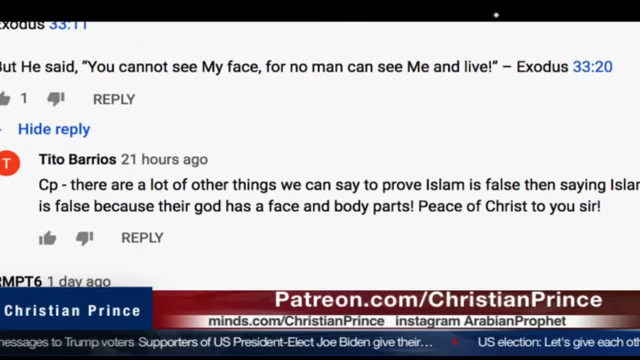 Exodus 33:11
But He said, "You cannot see My face, for no man can see Me and live!" – Exodus 33:20
1 REPLY
Hide reply
T Tito Barrios 21 hours ago
Cp - there are a lot of other things we can say to prove Islam is false then saying Islam
is false because their god has a face and body parts! Peace of Christ to you sir!
REPLY
RMPT6 1 day ago
Christian Prince
Patreon.com/ChristianPrince
minds.com/ChristianPrince instagram ArabianProphet
messages to Trump voters Supporters of US President-Elect Joe Biden give their... US election: Let's give each oth